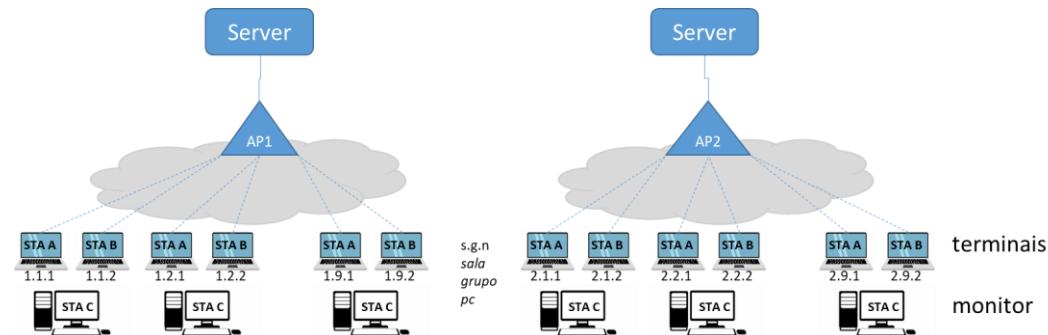 Server
Server
AP1
AP2
STA A STA B STA A STA B STA A STA B
s.g.n
STA A STA B STA A STA B STA A STA B
terminais
1.1.1 1.1.2 1.2.1 1.2.2 1.9.1 1.9.2
sala
2.1.1 2.1.2 2.2.1 2.2.2 2.9.1 2.9.2
grupo
pc
STA C STA C STA C
STA C STA C STA C
monitor